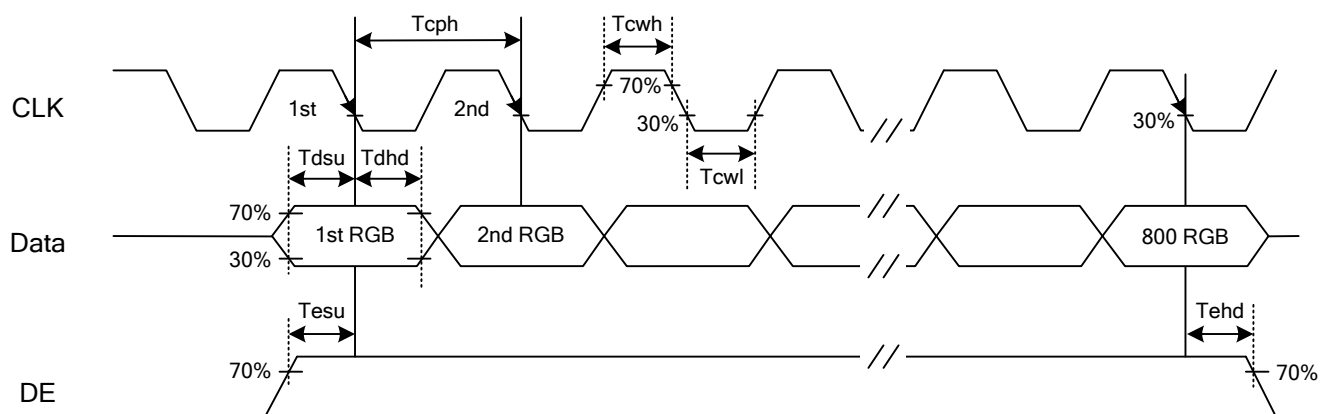 Tcph
Tcwh
CLK
1st
2nd
70%
30%
30%
Tcwl
Tdsu
Tdhd
Data
70%
30%
1st RGB
2nd RGB
800 RGB
Tesu
Tehd
DE
70%
70%